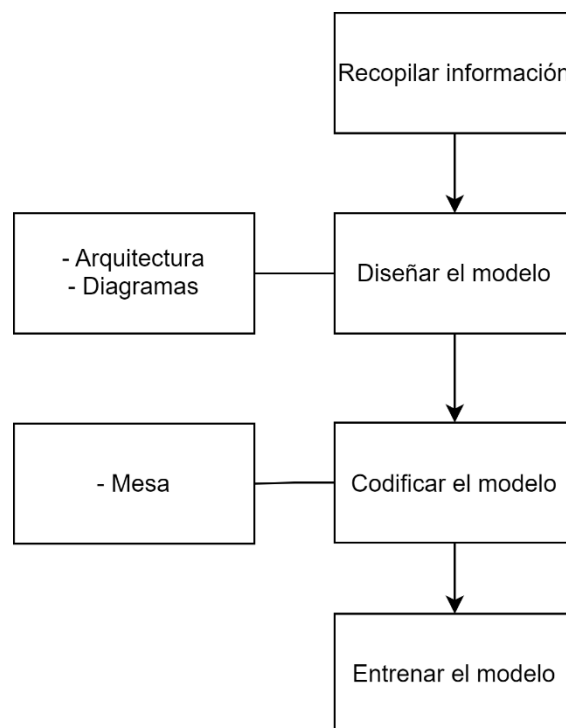 Recopilar información
- Arquitectura
- Diagramas
Diseñar el modelo
- Mesa
Codificar el modelo
Entrenar el modelo